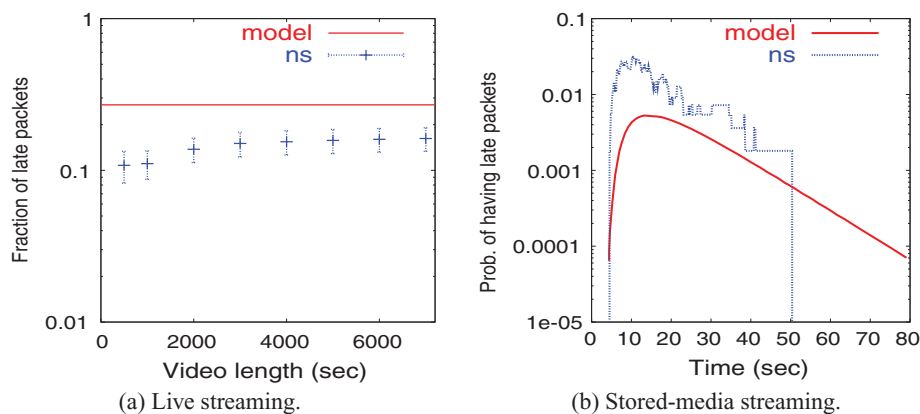 1
0.1
0.01
Fraction of late packets
model
ns
0 2000 4000 6000
Video length (sec)
(a) Live streaming.
0.1
0.01
0.001
0.0001
1e-05
Prob. of having late packets
model
ns
0 10 20 30 40 50 60 70 80
Time (sec)
(b) Stored-media streaming.